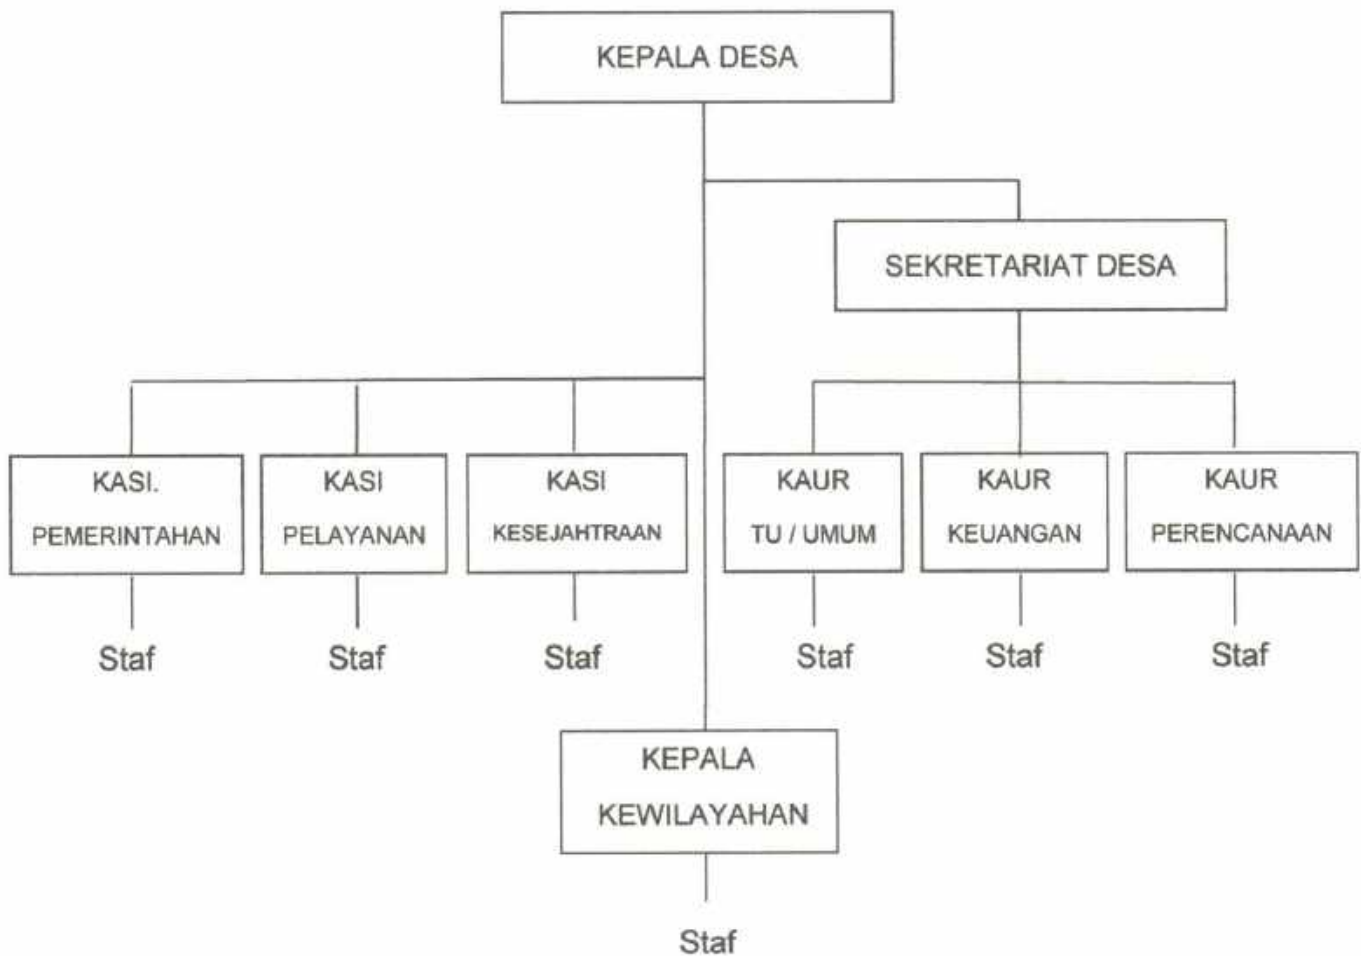 KEPALA DESA
SEKRETARIAT DESA
KASI.
PEMERINTAHAN
KASI
PELAYANAN
KASI
KESEJAHTRAAN
KAUR
TU / UMUM
KAUR
KEUANGAN
KAUR
PERENCANAAN
Staf
Staf
Staf
Staf
Staf
Staf
KEPALA
KEWILAYAHAN
Staf